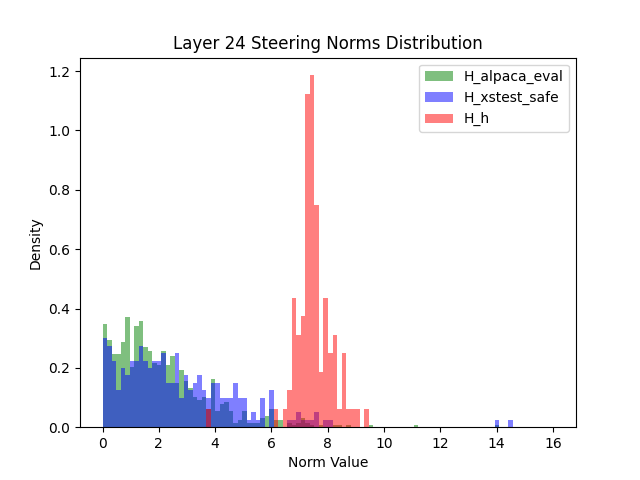 Layer 24 Steering Norms Distribution
H_alpaca_eval
H_xstest_safe
H_h
Density
1.2
1.0
0.8
0.6
0.4
0.2
0.0
0 2 4 6 8 10 12 14 16
Norm Value